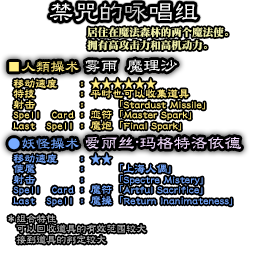 禁咒的咏唱组
居住在魔法森林的两个魔法使。
拥有高攻击力和高机动力。
■人類操术 雾雨 魔理沙
移动速度 : ★★★★★★
特技 : 平时也可以收集道具
射击 : 「Stardust Missile」
Spell Card : 恋符「Master Spark」
Last Spell : 魔炮「Final Spark」
●妖怪操术 爱丽丝·玛格特洛依德
移动速度 : ★★
使魔 : 「上海人偶」
射击 : 「Spectre Mistery」
Spell Card : 魔符「Artful Sacrifice」
Last Spell : 魔操「Return Inanimateness」
*组合特性
可以回收道具的有效范围较大
接到道具的判定较大